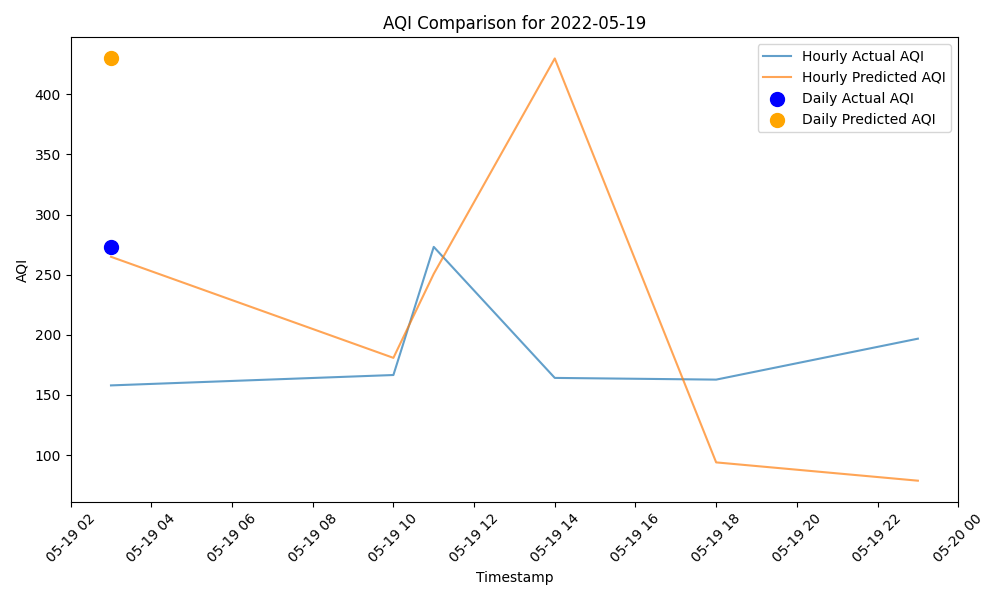 AQI Comparison for 2022-05-19
Hourly Actual AQI
Hourly Predicted AQI
Daily Actual AQI
Daily Predicted AQI
AQI
400
350
300
250
200
150
100
05-19 02
05-19 04
05-19 06
05-19 08
05-19 10
05-19 12
05-19 14
05-19 16
05-19 18
05-19 20
05-19 22
05-20 00
Timestamp